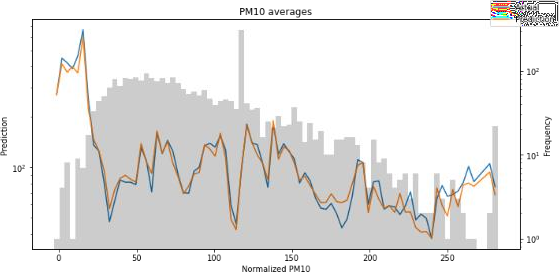 PM10 averages
Prediction
10²
10²
10¹
10⁰
Frequency
0 50 100 150 200 250
Normalized PM10